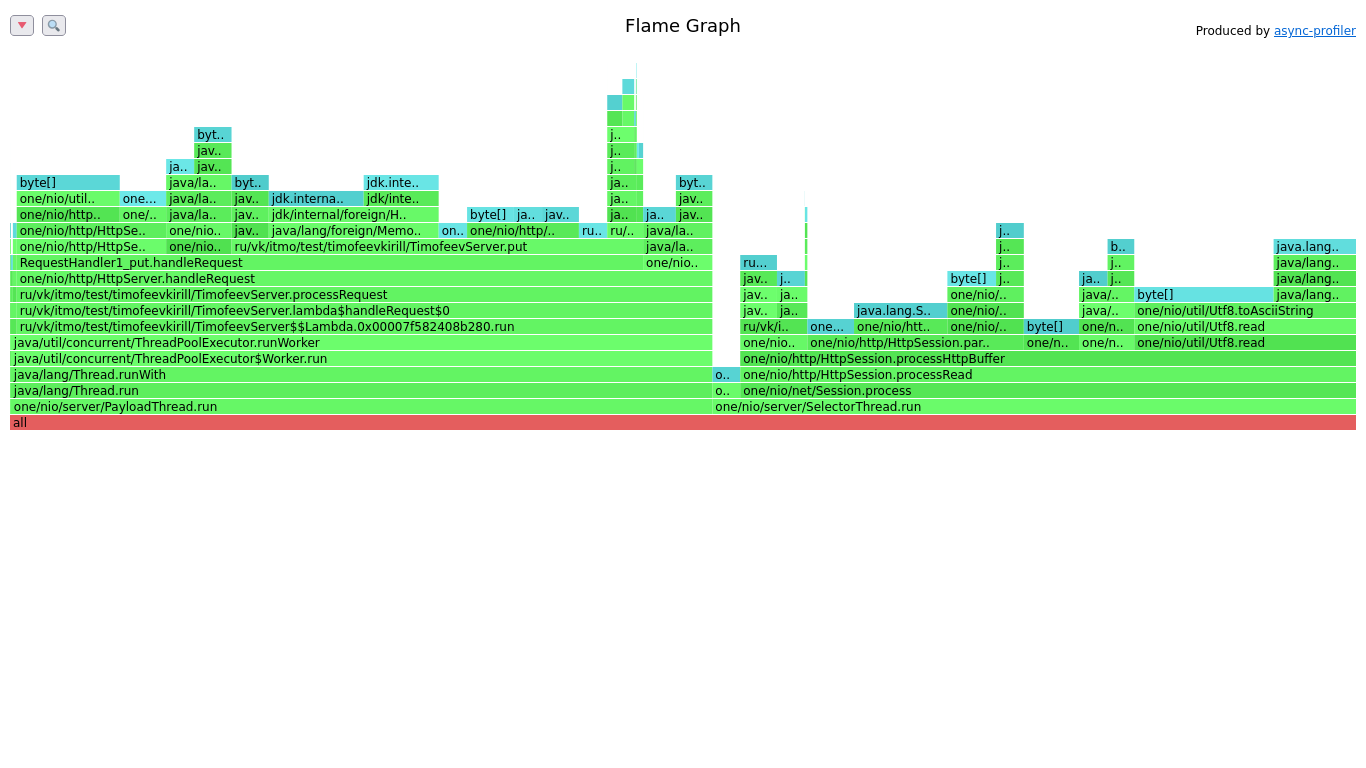 Flame Graph
Produced by async-profiler
byt..
j..
jav..
j..
ja.. jav.. j..
byte[] java/la.. byt.. jdk.inte.. ja.. byt..
one/nio/util.. one... java/la.. jav.. jdk.interna.. jdk/inte.. ja.. jav..
one/nio/http.. one/.. java/la.. jav.. jdk/internal/foreign/H.. byte[] ja.. jav.. ja.. ja.. jav..
one/nio/http/HttpSe.. one/nio.. jav.. java/lang/foreign/Memo.. on.. one/nio/http/.. ru.. ru/.. java/la.. j..
one/nio/http/HttpSe.. one/nio.. ru/vk/itmo/test/timofeevkirill/TimofeevServer.put java/la.. j.. b.. java.lang..
RequestHandler1_put.handleRequest one/nio.. ru... j.. j.. java/lang..
one/nio/http/HttpServer.handleRequest jav.. j.. byte[] j.. ja.. j.. java/lang..
ru/vk/itmo/test/timofeevkirill/TimofeevServer.processRequest jav.. ja.. one/nio/.. j.. java/.. byte[] java/lang..
ru/vk/itmo/test/timofeevkirill/TimofeevServer.lambda$handleRequest$0 jav.. ja.. java.lang.S.. one/nio/.. java/.. one/nio/util/Utf8.toAsciiString
ru/vk/itmo/test/timofeevkirill/TimofeevServer$$Lambda.0x00007f582408b280.run ru/vk/i.. one... one/nio/htt.. one/nio/.. byte[] one/n.. one/nio/util/Utf8.read
java/util/concurrent/ThreadPoolExecutor.runWorker one/nio.. one/nio/http/HttpSession.par.. one/n.. one/n.. one/nio/util/Utf8.read
java/util/concurrent/ThreadPoolExecutor$Worker.run one/nio/http/HttpSession.processHttpBuffer
java/lang/Thread.runWith o.. one/nio/http/HttpSession.processRead
java/lang/Thread.run o.. one/nio/net/Session.process
one/nio/server/PayloadThread.run one/nio/server/SelectorThread.run
all